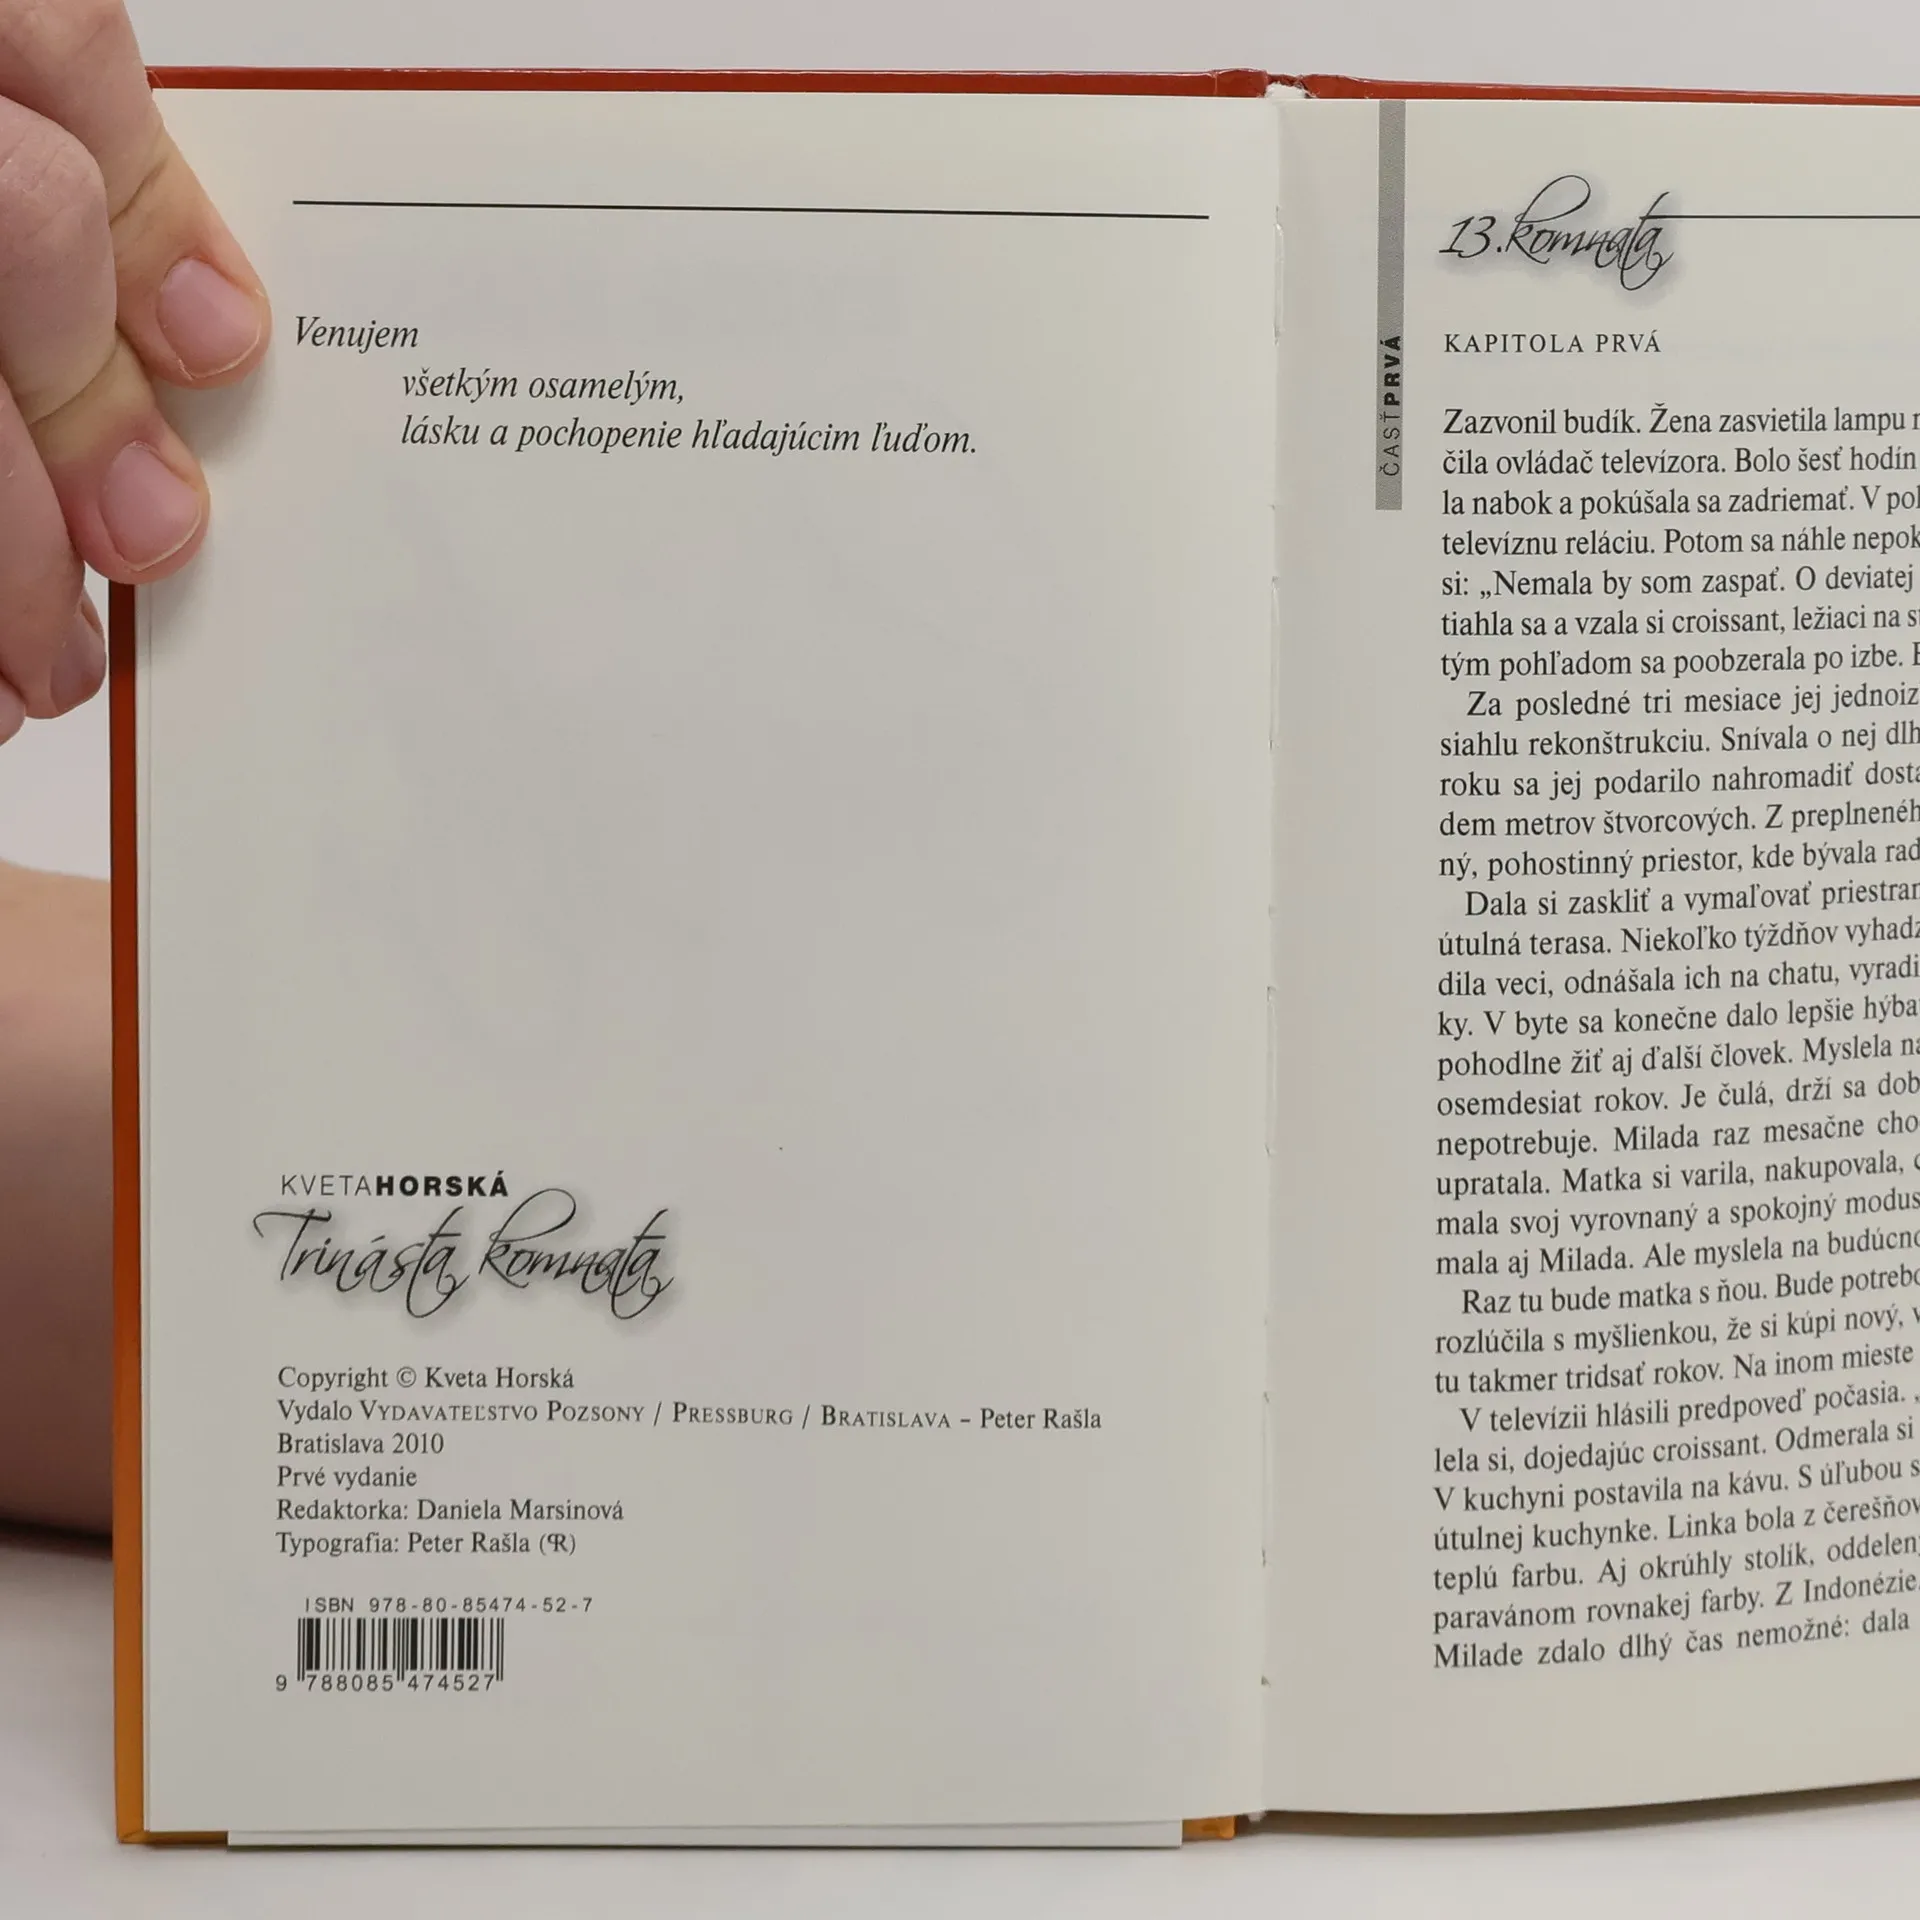 Venujem
všetkým osamelým,
lásku a pochopenie hľadajúcim ľuďom.
KVETAHORSKÁ
Trinásta komnata
Copyright © Kveta Horská
Vydalo VYDAVATEĽSTVO POZSONY / PRESSBURG / BRATISLAVA – Peter Rašla
Bratislava 2010
Prvé vydanie
Redaktorka: Daniela Marsinová
Typografia: Peter Rašla (R)
ISBN 978-80-85474-52-7
9 788085 474527
ČASŤPRVÁ
13.komnata
KAPITOLA PRVÁ
Zazvonil budík. Žena zasvietila lampu
čila ovládač televízora. Bolo šesť hodín
la nabok a pokúšala sa zadriemať. V
televíznu reláciu. Potom sa náhle
si: „Nemala by som zaspať. O deviatej
tiahla sa a vzala si croissant, ležiaci na
tým pohľadom sa poobzerala po izbe.
Za posledné tri mesiace jej
siahlu rekonštrukciu. Snívala o nej
roku sa jej podarilo nahromadiť
dem metrov štvorcových. Z
ný, pohostinný priestor, kde bývala
Dala si zaskliť a vymaľovať
útulná terasa. Niekoľko týždňov
dila veci, odnášala ich na chatu,
ky. V byte sa konečne dalo lepšie
pohodlne žiť aj ďalší človek. Myslela
osemdesiat rokov. Je čulá, drží sa
nepotrebuje. Milada raz mesačne
upratala. Matka si varila, nakupovala,
mala svoj vyrovnaný a spokojný modus
mala aj Milada. Ale myslela na
Raz tu bude matka s ňou. Bude
rozlúčila s myšlienkou, že si kúpi nový,
tu takmer tridsať rokov. Na inom mieste
V televízii hlásili predpoveď počasia.
lela si, dojedajúc croissant. Odmerala si
V kuchyni postavila na kávu. S úľubou
útulnej kuchynke. Linka bola z
teplú farbu. Aj okrúhly stolík,
paravánom rovnakej farby. Z Indonézie
Milade zdalo dlhý čas nemožné: dala